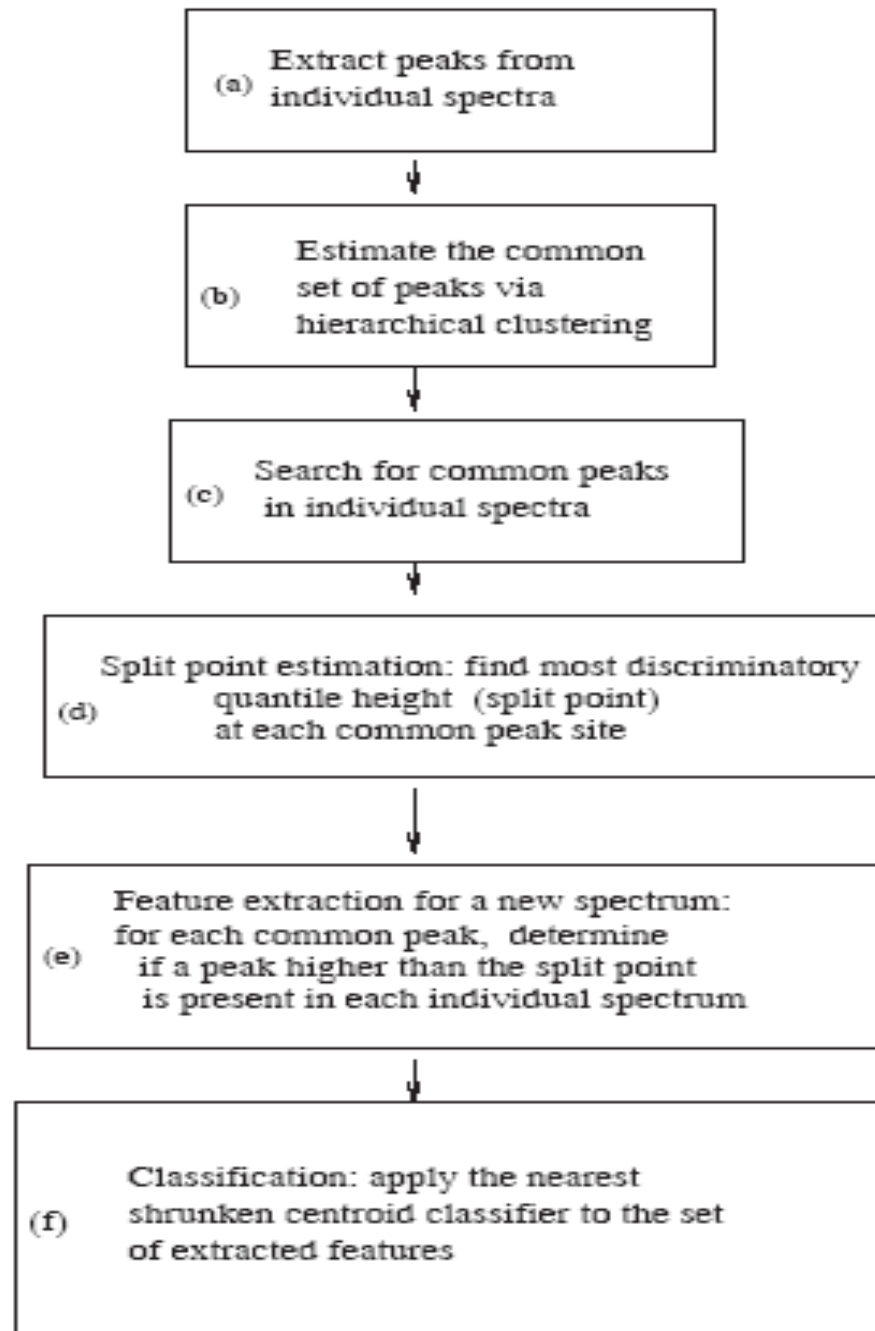 (a) Extract peaks from
individual spectra
Estimate the common
(b) set of peaks via
hierarchical clustering
Search for common peaks
(c) in individual spectra
Split point estimation: find most discriminatory
(d) quantile height (split point)
at each common peak site
Feature extraction for a new spectrum:
for each common peak, determine
(e) if a peak higher than the split point
is present in each individual spectrum
Classification: apply the nearest
(f) shrunken centroid classifier to the set
of extracted features